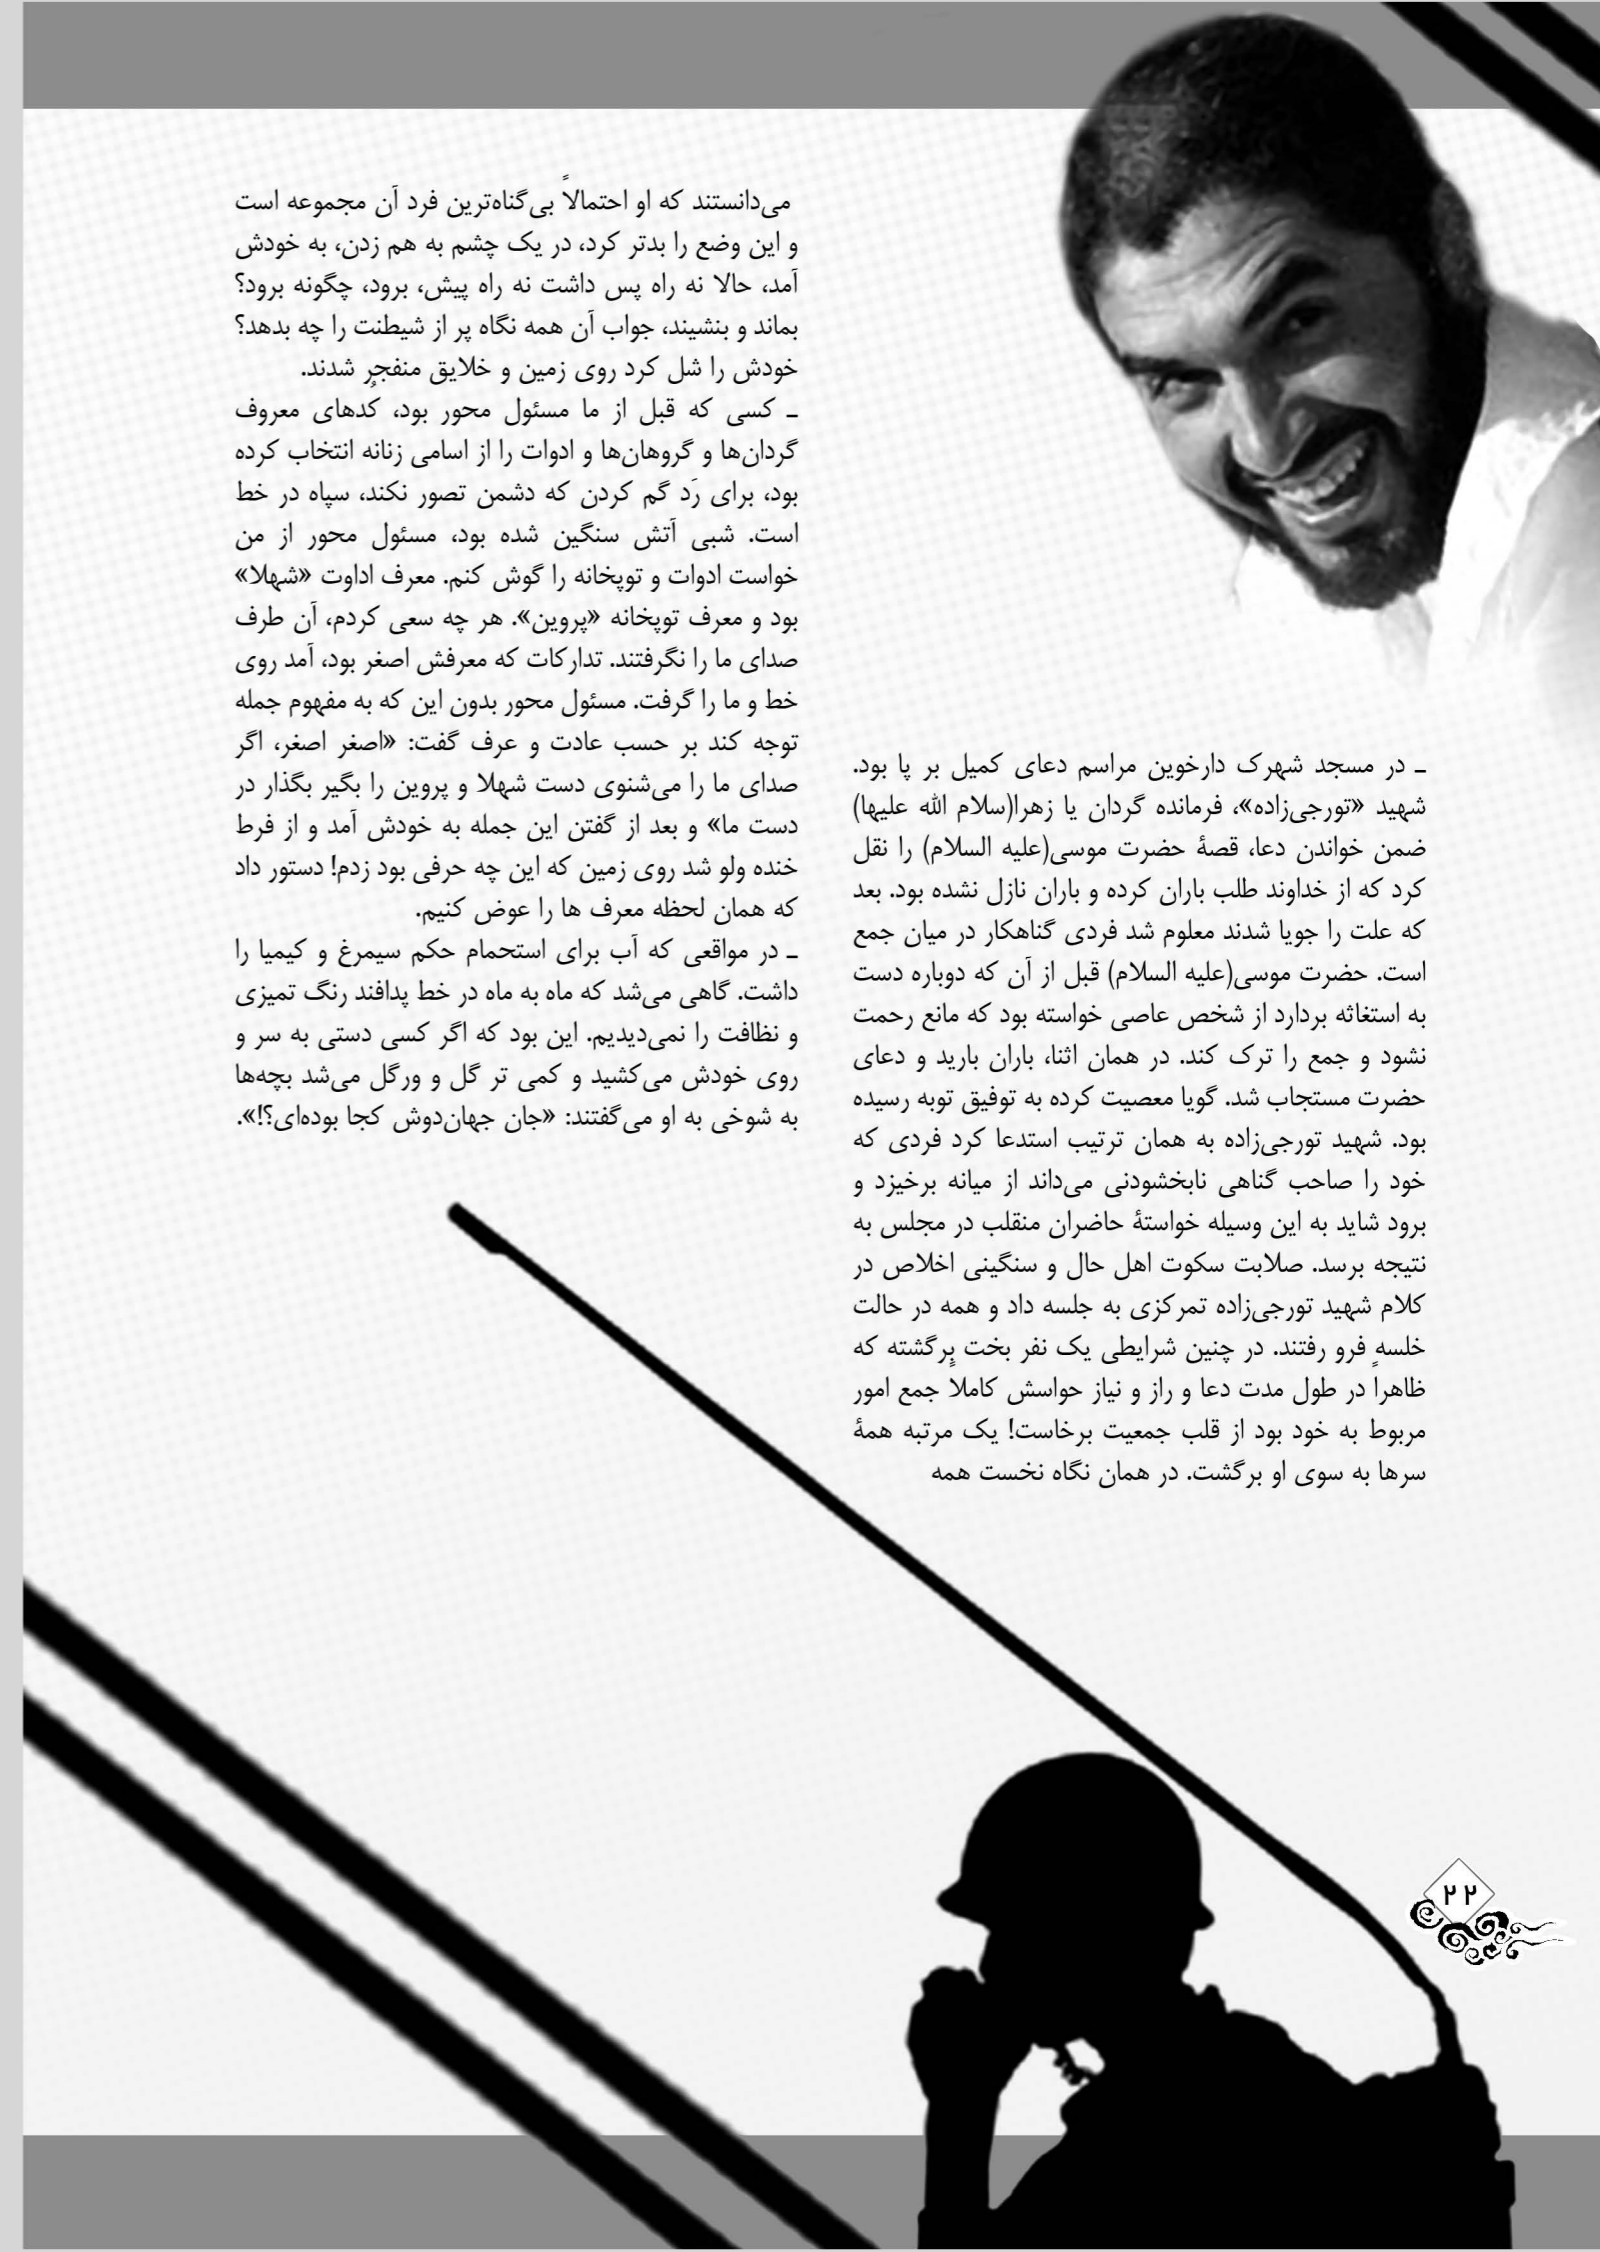 ـ در مسجد شهرک دارخوین مراسم دعای کمیل بر پا بود.
شهید «تورجی‌زاده»، فرمانده گردان یا زهرا(سلام الله علیها)
ضمن خواندن دعا، قصهٔ حضرت موسی(علیه السلام) را نقل
کرد که از خداوند طلب باران کرده و باران نازل نشده بود. بعد
که علت را جویا شدند معلوم شد فردی گناهکار در میان جمع
است. حضرت موسی(علیه السلام) قبل از آن که دوباره دست
به استغاثه بردارد از شخص عاصی خواسته بود که مانع رحمت
نشود و جمع را ترک کند. در همان اثنا، باران بارید و دعای
حضرت مستجاب شد. گویا معصیت کرده به توفیق توبه رسیده
بود. شهید تورجی‌زاده به همان ترتیب استدعا کرد فردی که
خود را صاحب گناهی نابخشودنی می‌داند از میانه برخیزد و
برود شاید به این وسیله خواستهٔ حاضران منقلب در مجلس به
نتیجه برسد. صلابت سکوت اهل حال و سنگینی اخلاص در
کلام شهید تورجی‌زاده تمرکزی به جلسه داد و همه در حالت
خلسه فرو رفتند. در چنین شرایطی یک نفر بخت برگشته که
ظاهراً در طول مدت دعا و راز و نیاز حواسش کاملاً جمع امور
مربوط به خود بود از قلب جمعیت برخاست! یک مرتبه همهٔ
سرها به سوی او برگشت. در همان نگاه نخست همه
می‌دانستند که او احتمالاً بی‌گناه‌ترین فرد آن مجموعه است
و این وضع را بدتر کرد، در یک چشم به هم زدن، به خودش
آمد، حالا نه راه پس داشت نه راه پیش، برود، چگونه برود؟
بماند و بنشیند، جواب آن همه نگاه پر از شیطنت را چه بدهد؟
خودش را شل کرد روی زمین و خلایق منفجر شدند.
ـ کسی که قبل از ما مسئول محور بود، کُدهای معروف
گردان‌ها و گروهان‌ها و ادوات را از اسامی زنانه انتخاب کرده
بود، برای رَد گم کردن که دشمن تصور نکند، سپاه در خط
است. شبی آتش سنگین شده بود، مسئول محور از من
خواست ادوات و توپخانه را گوش کنم. معرف اداوت «شهلا»
بود و معرف توپخانه «پروین». هر چه سعی کردم، آن طرف
صدای ما را نگرفتند. تدارکات که معرفش اصغر بود، آمد روی
خط و ما را گرفت. مسئول محور بدون این که به مفهوم جمله
توجه کند بر حسب عادت و عرف گفت: «اصغر اصغر، اگر
صدای ما را می‌شنوی دست شهلا و پروین را بگیر بگذار در
دست ما» و بعد از گفتن این جمله به خودش آمد و از فرط
خنده ولو شد روی زمین که این چه حرفی بود زدم! دستور داد
که همان لحظه معرف ها را عوض کنیم.
ـ در مواقعی که آب برای استحمام حکم سیمرغ و کیمیا را
داشت. گاهی می‌شد که ماه به ماه در خط پدافند رنگ تمیزی
و نظافت را نمی‌دیدیم. این بود که اگر کسی دستی به سر و
روی خودش می‌کشید و کمی تر گل و ورگل می‌شد بچه‌ها
به شوخی به او می‌گفتند: «جان جهان‌دوش کجا بوده‌ای؟!».
۲۲